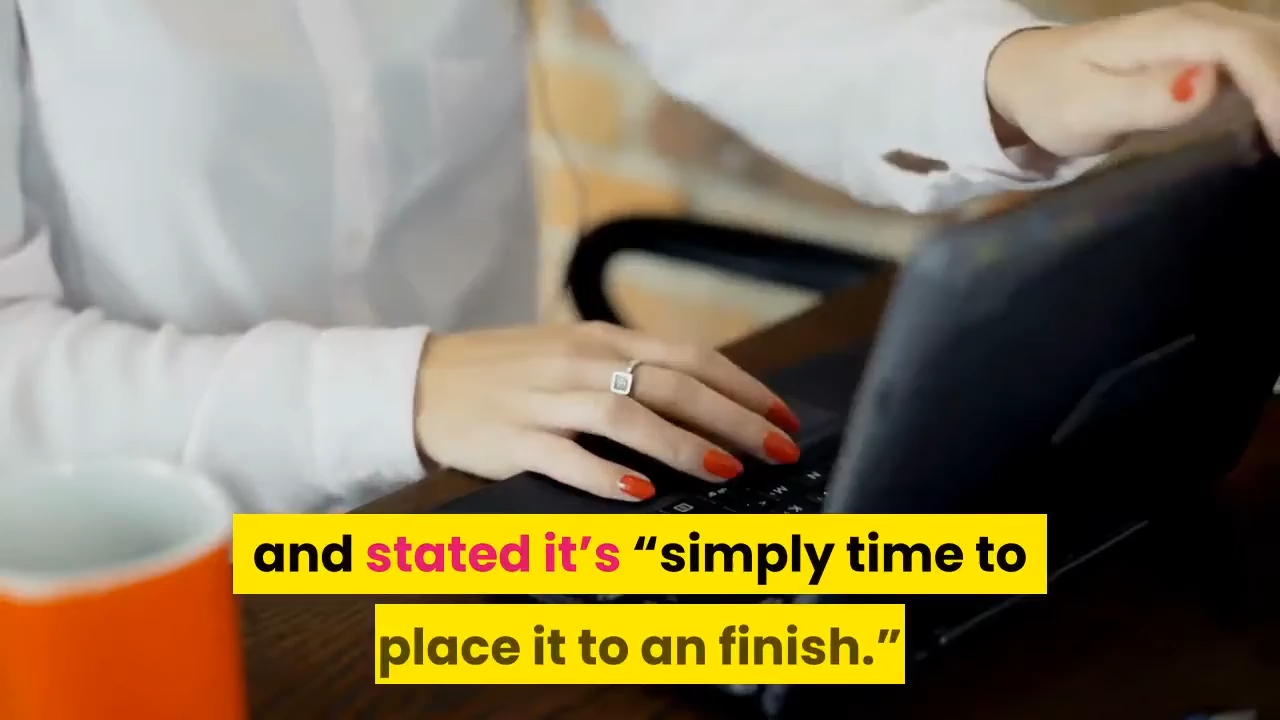 and stated it’s “simply time to
place it to an finish.”